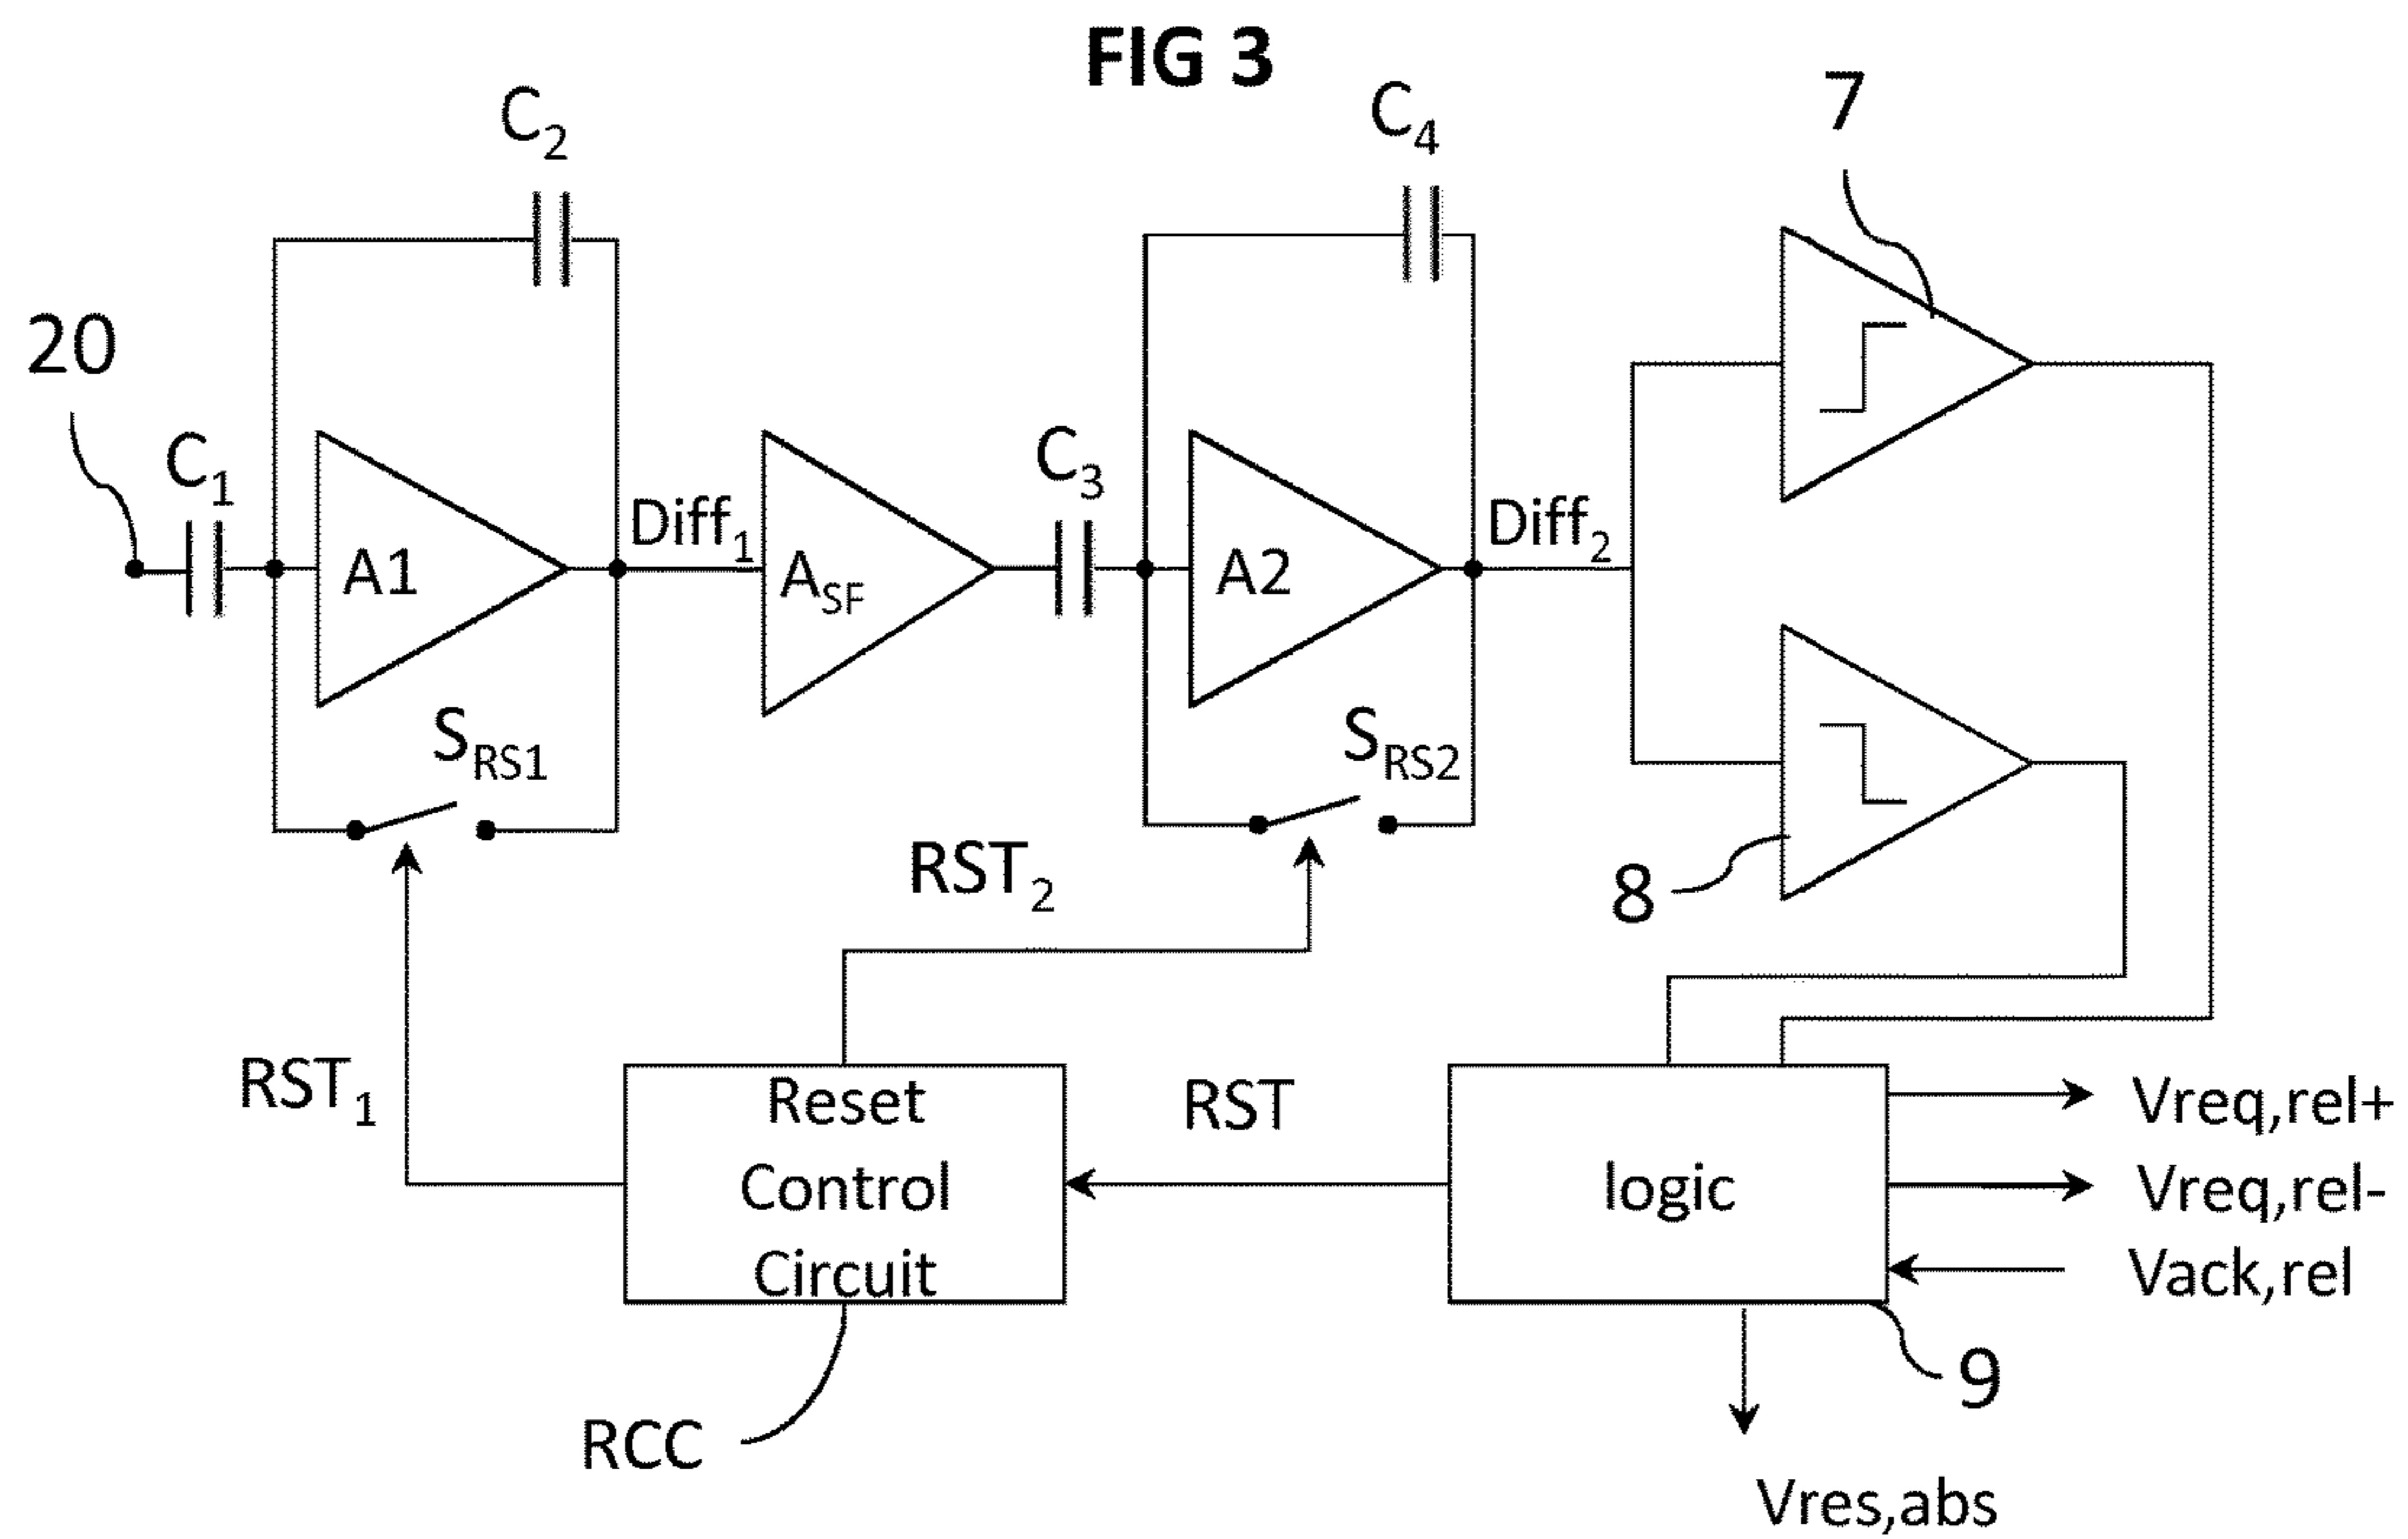 FIG 3
C2
C4
7
20
C1
A1
Diff1
ASF
C3
A2
Diff2
SRS1
SRS2
8
RST2
RST1
Reset
Control
Circuit
RST
logic
Vreq,rel+
Vreq,rel-
Vack,rel
9
RCC
Vres,abs